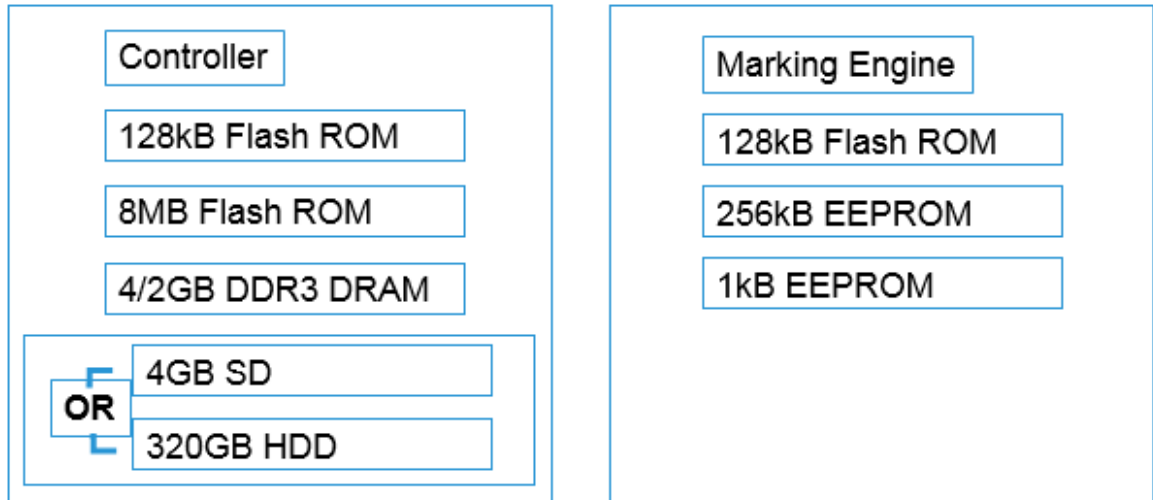 Controller
128kB Flash ROM
8MB Flash ROM
4/2GB DDR3 DRAM
4GB SD
OR
320GB HDD
Marking Engine
128kB Flash ROM
256kB EEPROM
1kB EEPROM